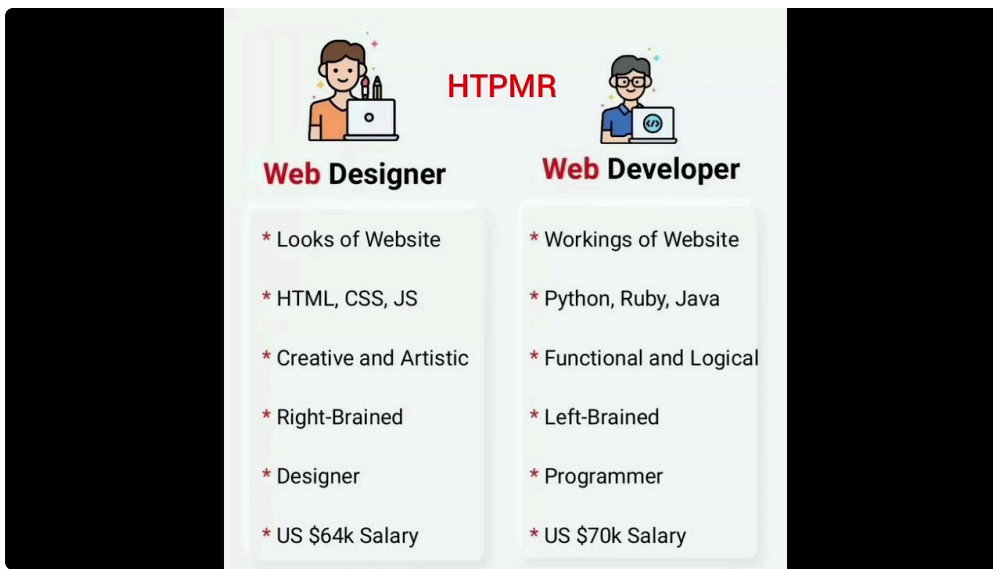 HTPMR
Web Designer
* Looks of Website
* HTML, CSS, JS
* Creative and Artistic
* Right-Brained
* Designer
* US $64k Salary
Web Developer
</>
* Workings of Website
* Python, Ruby, Java
* Functional and Logical
* Left-Brained
* Programmer
* US $70k Salary